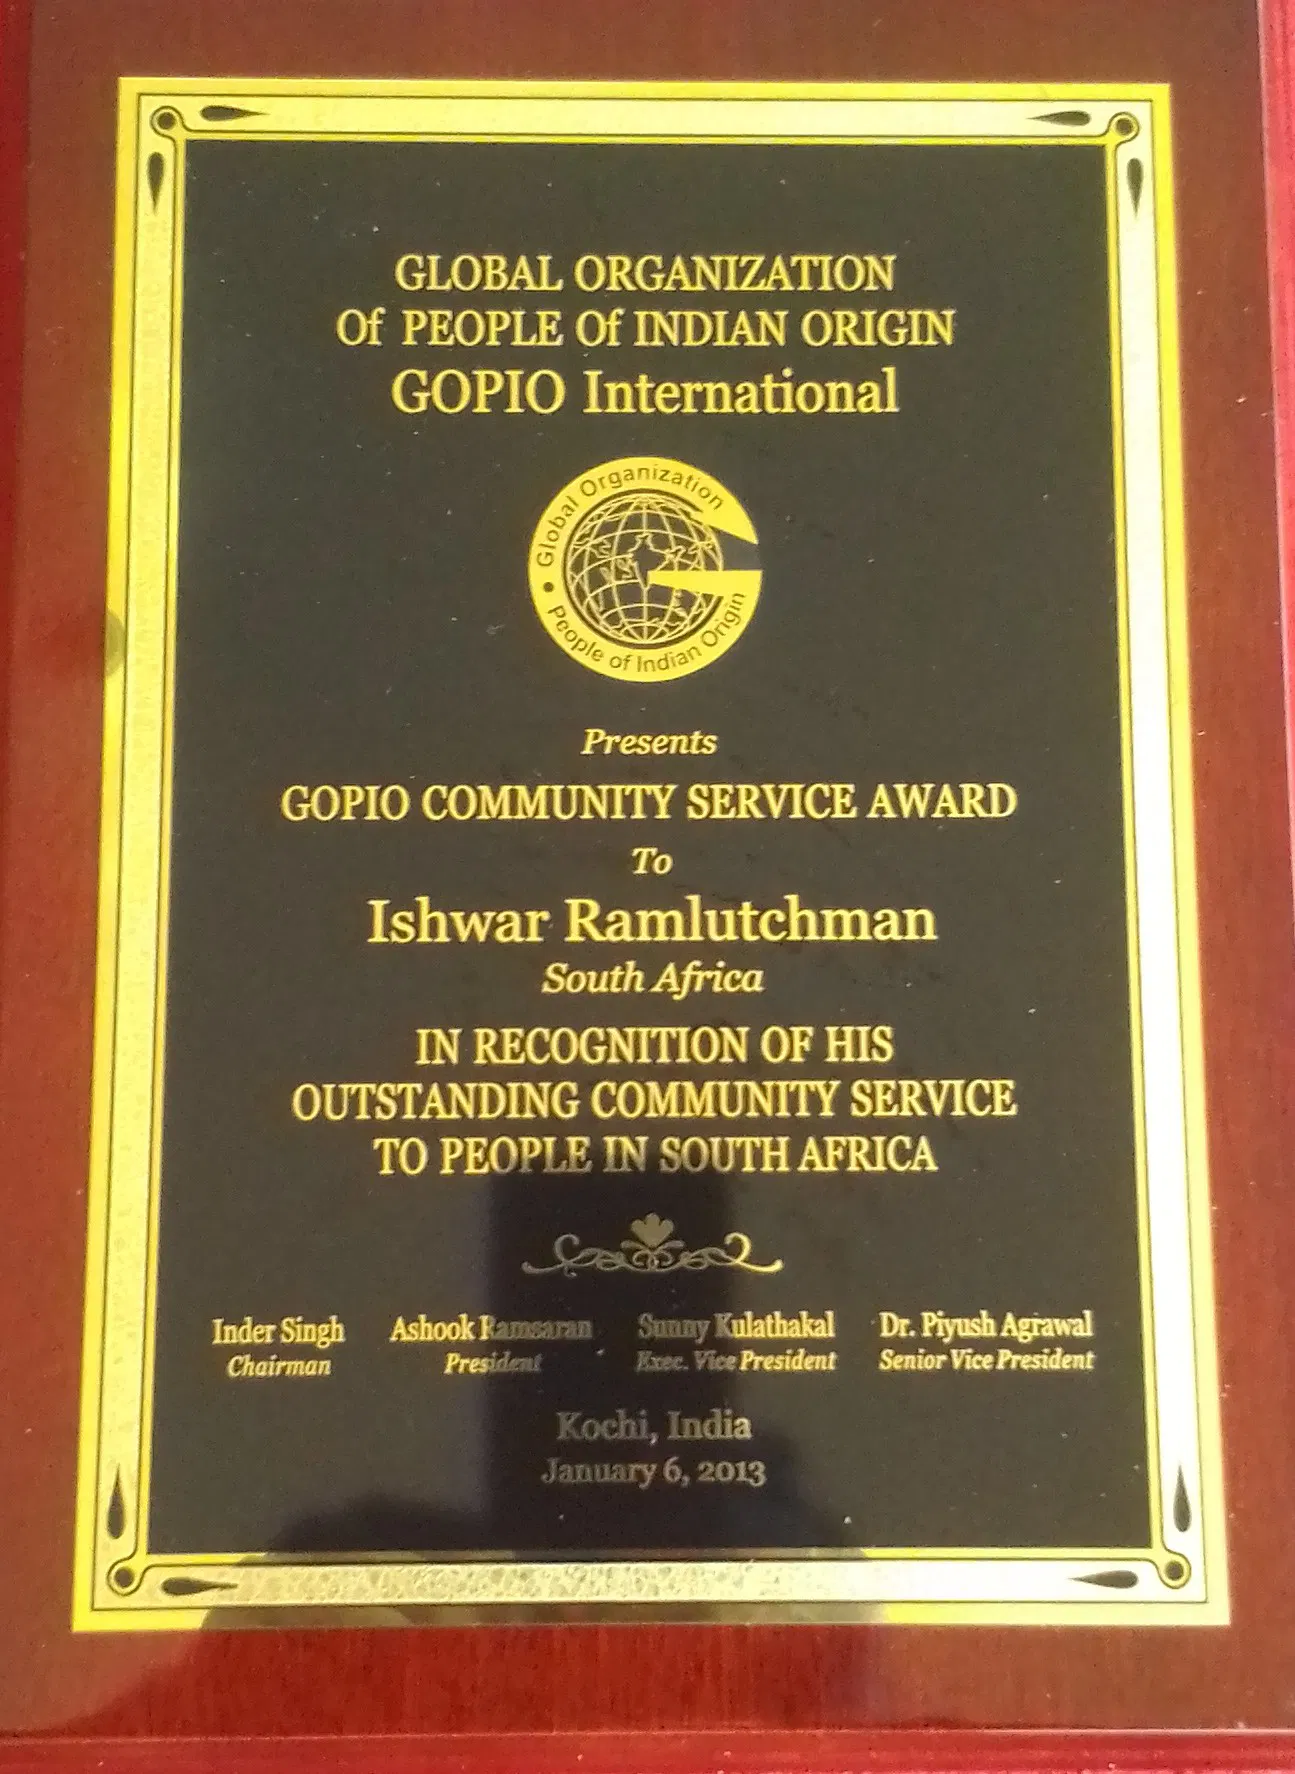 GLOBAL ORGANIZATION
Of PEOPLE Of INDIAN ORIGIN
GOPIO International
Global Organization
• People of Indian Origin
Presents
GOPIO COMMUNITY SERVICE AWARD
To
Ishwar Ramlutchman
South Africa
IN RECOGNITION OF HIS
OUTSTANDING COMMUNITY SERVICE
TO PEOPLE IN SOUTH AFRICA
Inder Singh Ashook Ramsaran Sunny Kulathakal Dr. Piyush Agrawal
Chairman President Exec. Vice President Senior Vice President
Kochi, India
January 6, 2013